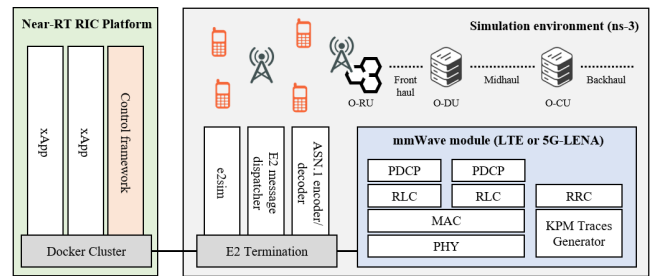 Near-RT RIC Platform
xApp
xApp
Control framework
Docker Cluster
Simulation environment (ns-3)
O-RU
Front
haul
O-DU
Midhaul
O-CU
Backhaul
e2sim
E2 message
dispatcher
ASN.1 encoder/
decoder
E2 Termination
mmWave module (LTE or 5G-LENA)
PDCP
PDCP
RLC
RLC
RRC
MAC
KPM Traces
Generator
PHY